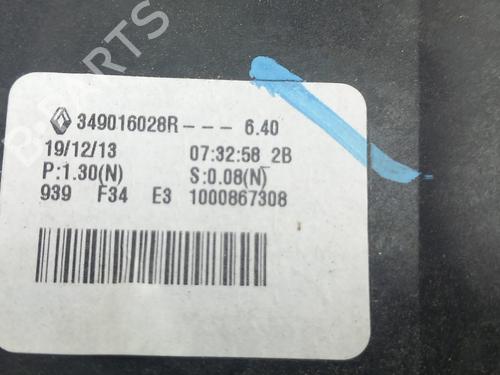 B-PARTS
349016028R - - - 6.40
19/12/13 07:32:58 2B
P:1.30(N) S:0.08(N)
939 F34 E3 1000867308